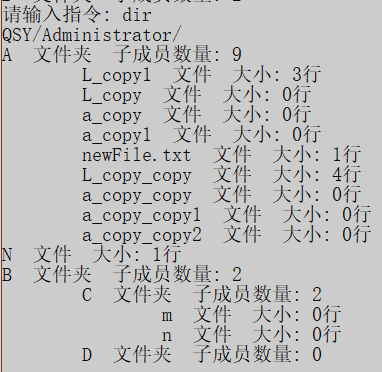 请输入指令: dir
QSY/Administrator/
A 文件夹 子成员数量: 9
L_copy1 文件 大小: 3行
L_copy 文件 大小: 0行
a_copy 文件 大小: 0行
a_copy1 文件 大小: 0行
newFile.txt 文件 大小: 1行
L_copy_copy 文件 大小: 4行
a_copy_copy 文件 大小: 0行
a_copy_copy1 文件 大小: 0行
a_copy_copy2 文件 大小: 0行
N 文件 大小: 1行
B 文件夹 子成员数量: 2
C 文件夹 子成员数量: 2
m 文件 大小: 0行
n 文件 大小: 0行
D 文件夹 子成员数量: 0